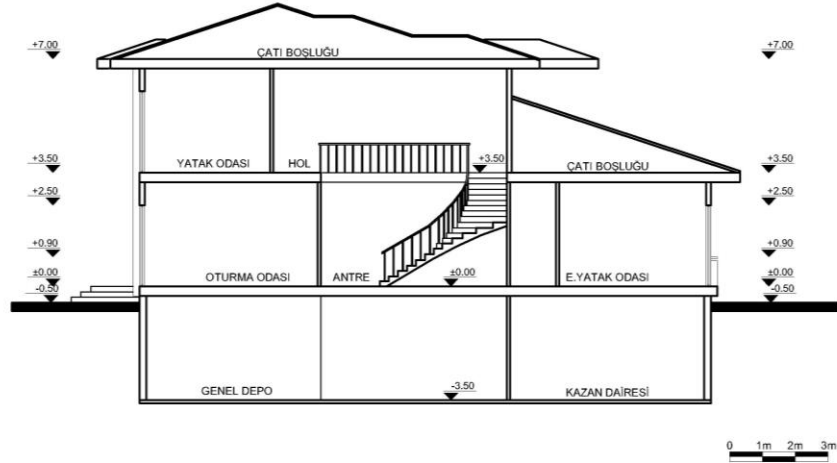 +7.00
ÇATI BOŞLUĞU
+7.00
+3.50
YATAK ODASI
HOL
+3.50
ÇATI BOŞLUĞU
+3.50
+2.50
+2.50
+0.90
+0.90
±0.00
OTURMA ODASI
ANTRE
±0.00
E.YATAK ODASI
±0.00
-0.50
-0.50
GENEL DEPO
-3.50
KAZAN DAİRESİ
0 1m 2m 3m